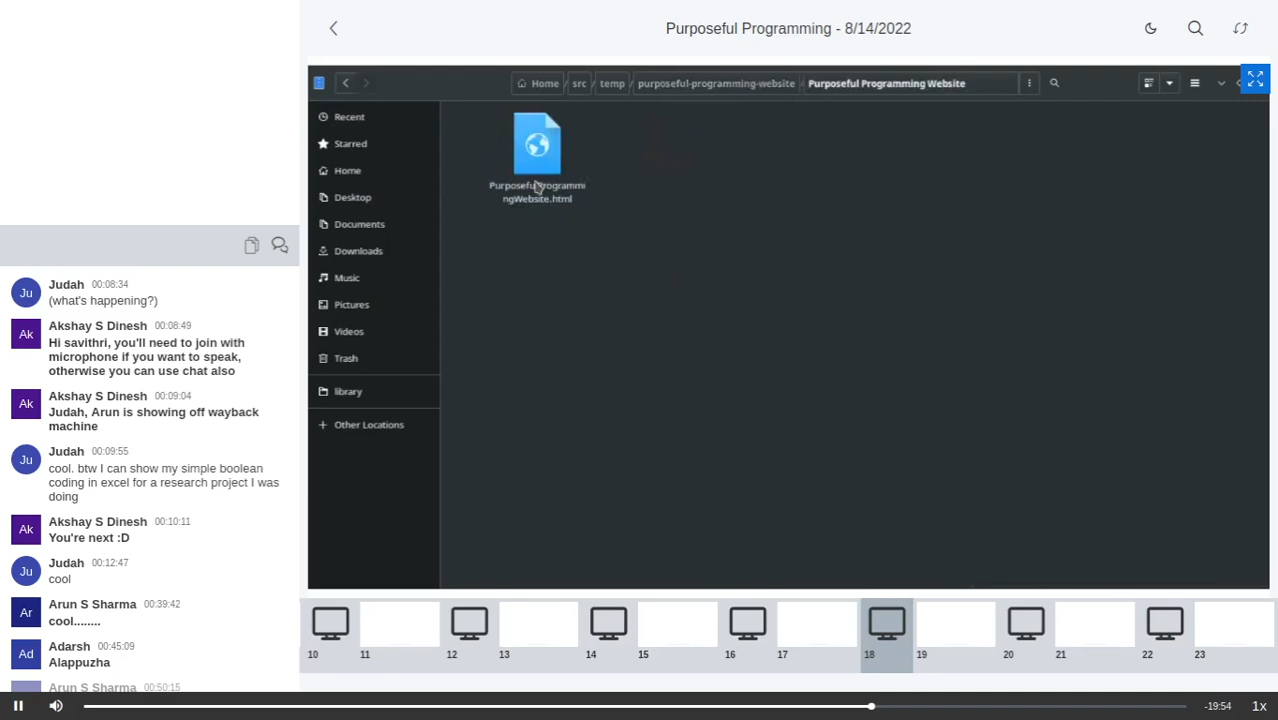 Purposeful Programming - 8/14/2022
Home / src / temp / purposeful-programming-website / Purposeful Programming Website
Recent
Starred
Home
Desktop
Documents
Downloads
Music
Pictures
Videos
Trash
library
Other Locations
PurposefulProgrammi
ngWebsite.html
Ju
Judah 00:08:34
(what's happening?)
Ak
Akshay S Dinesh 00:08:49
Hi savithri, you'll need to join with
microphone if you want to speak,
otherwise you can use chat also
Ak
Akshay S Dinesh 00:09:04
Judah, Arun is showing off wayback
machine
Ju
Judah 00:09:55
cool. btw I can show my simple boolean
coding in excel for a research project I was
doing
Ak
Akshay S Dinesh 00:10:11
You're next :D
Ju
Judah 00:12:47
cool
Ar
Arun S Sharma 00:39:42
cool........
Ad
Adarsh 00:45:09
Alappuzha
Arun S Sharma 00:50:15
10 11 12 13 14 15 16 17 18 19 20 21 22 23
-19:54 1x